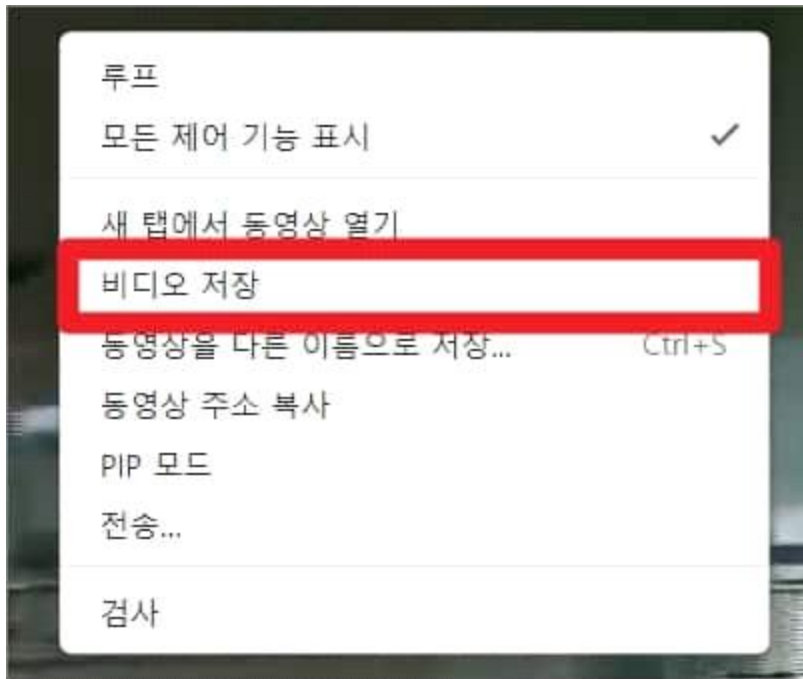 루프
모든 제어 기능 표시
새 탭에서 동영상 열기
비디오 저장
동영상을 다른 이름으로 저장... Ctrl+S
동영상 주소 복사
PIP 모드
전송...
검사